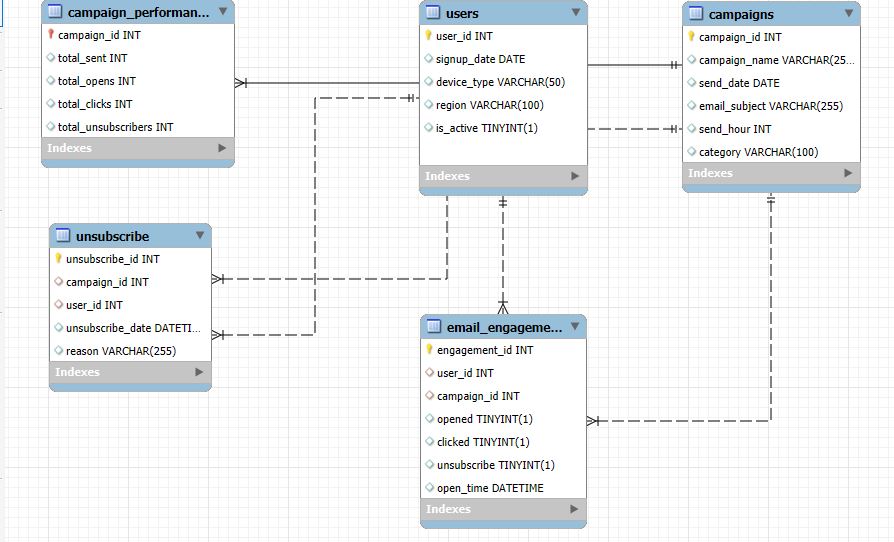 campaign_performan...
campaign_id INT
total_sent INT
total_opens INT
total_clicks INT
total_unsubscribers INT
Indexes
users
user_id INT
signup_date DATE
device_type VARCHAR(50)
region VARCHAR(100)
is_active TINYINT(1)
Indexes
campaigns
campaign_id INT
campaign_name VARCHAR(25...
send_date DATE
email_subject VARCHAR(255)
send_hour INT
category VARCHAR(100)
Indexes
unsubscribe
unsubscribe_id INT
campaign_id INT
user_id INT
unsubscribe_date DATETI...
reason VARCHAR(255)
Indexes
email_engageme...
engagement_id INT
user_id INT
campaign_id INT
opened TINYINT(1)
clicked TINYINT(1)
unsubscribe TINYINT(1)
open_time DATETIME
Indexes